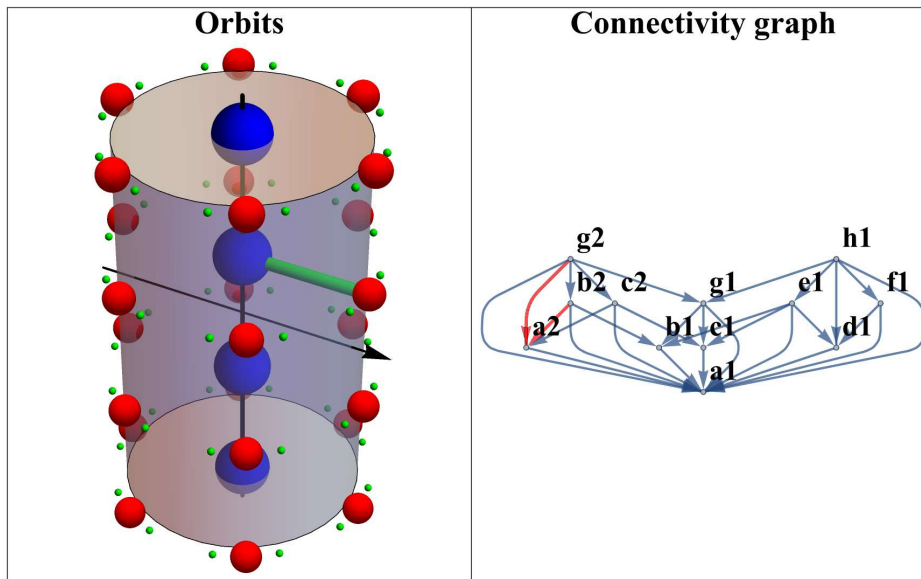 Orbits
Connectivity graph
g2
h1
b2
c2
g1
e1
f1
a2
b1
c1
d1
a1